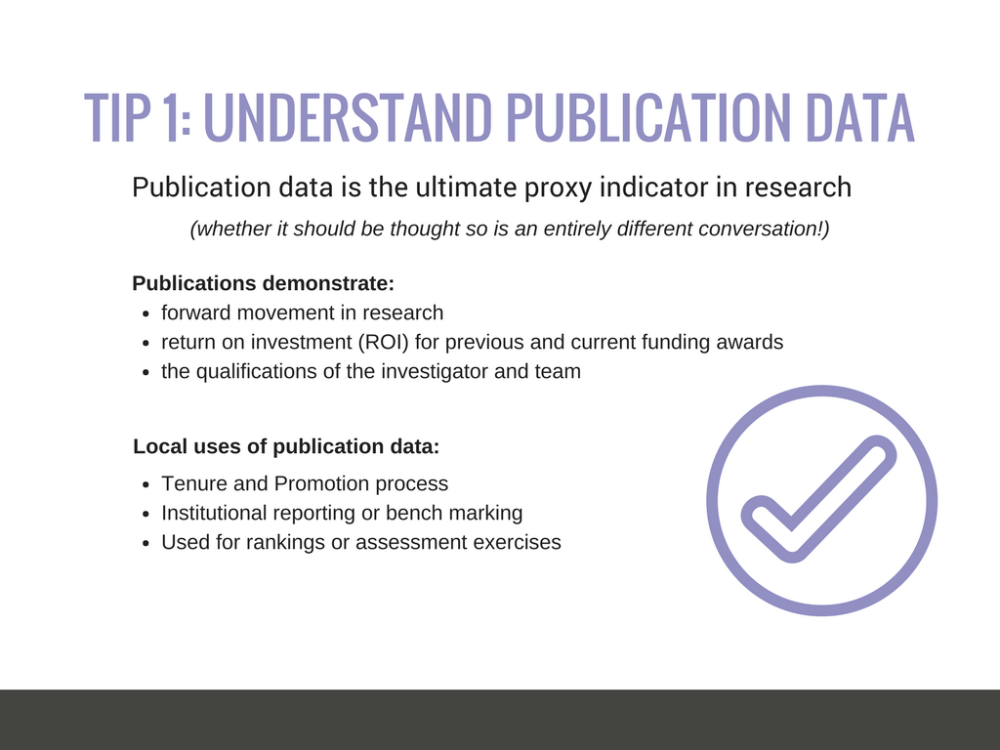 TIP 1: UNDERSTAND PUBLICATION DATA
Publication data is the ultimate proxy indicator in research
(whether it should be thought so is an entirely different conversation!)
Publications demonstrate:
• forward movement in research
• return on investment (ROI) for previous and current funding awards
• the qualifications of the investigator and team
Local uses of publication data:
• Tenure and Promotion process
• Institutional reporting or bench marking
• Used for rankings or assessment exercises